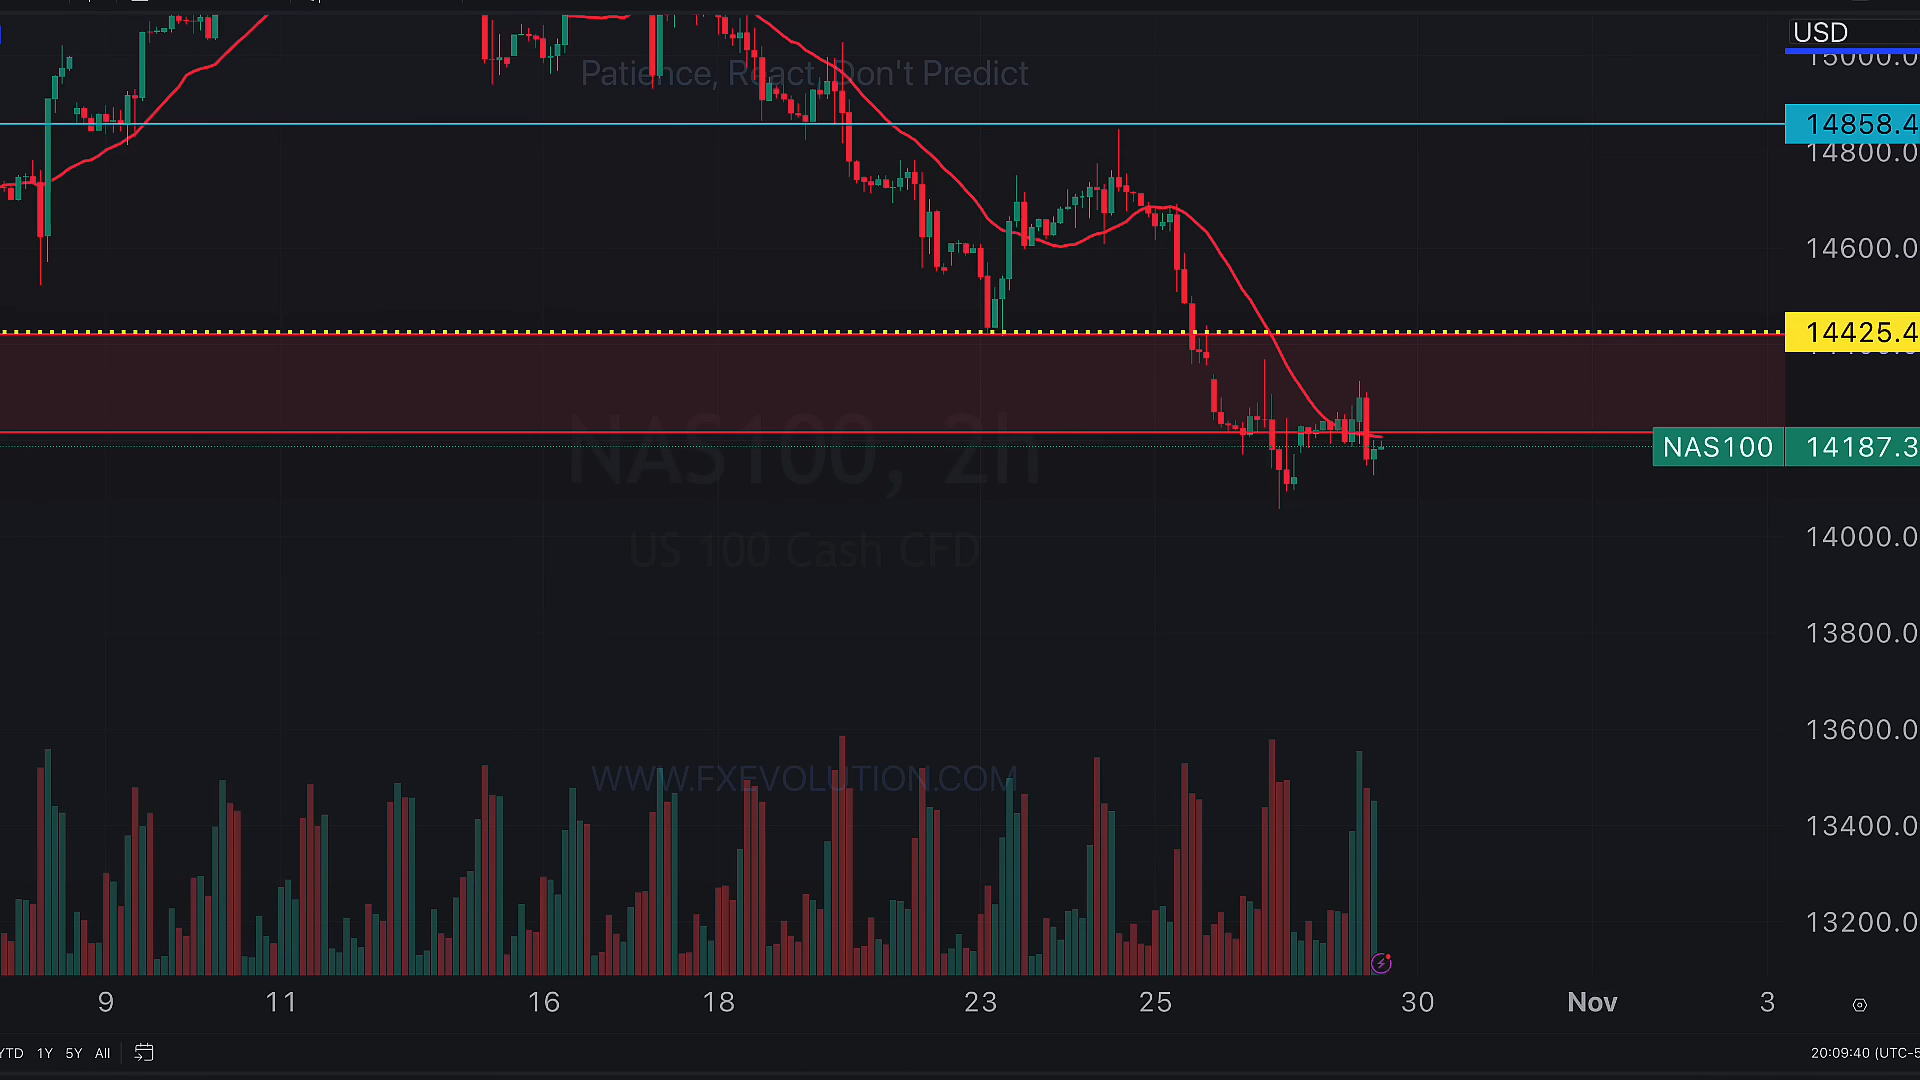 USD
15000.0
Patience, React, Don't Predict
14858.4
14800.0
14600.0
14425.4
NAS100 14187.3
NAS100, 2h
US 100 Cash CFD
14000.0
13800.0
13600.0
WWW.FXEVOLUTION.COM
13400.0
13200.0
9 11 16 18 23 25 30 Nov 3
YTD 1Y 5Y All
20:09:40 (UTC-5